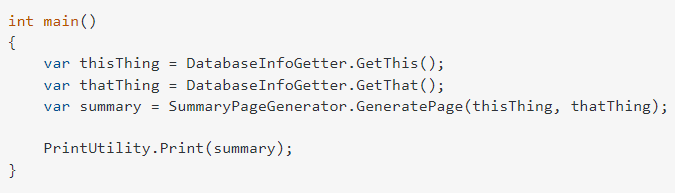 int main()
{
    var thisThing = DatabaseInfoGetter.GetThis();
    var thatThing = DatabaseInfoGetter.GetThat();
    var summary = SummaryPageGenerator.GeneratePage(thisThing, thatThing);

    PrintUtility.Print(summary);
}